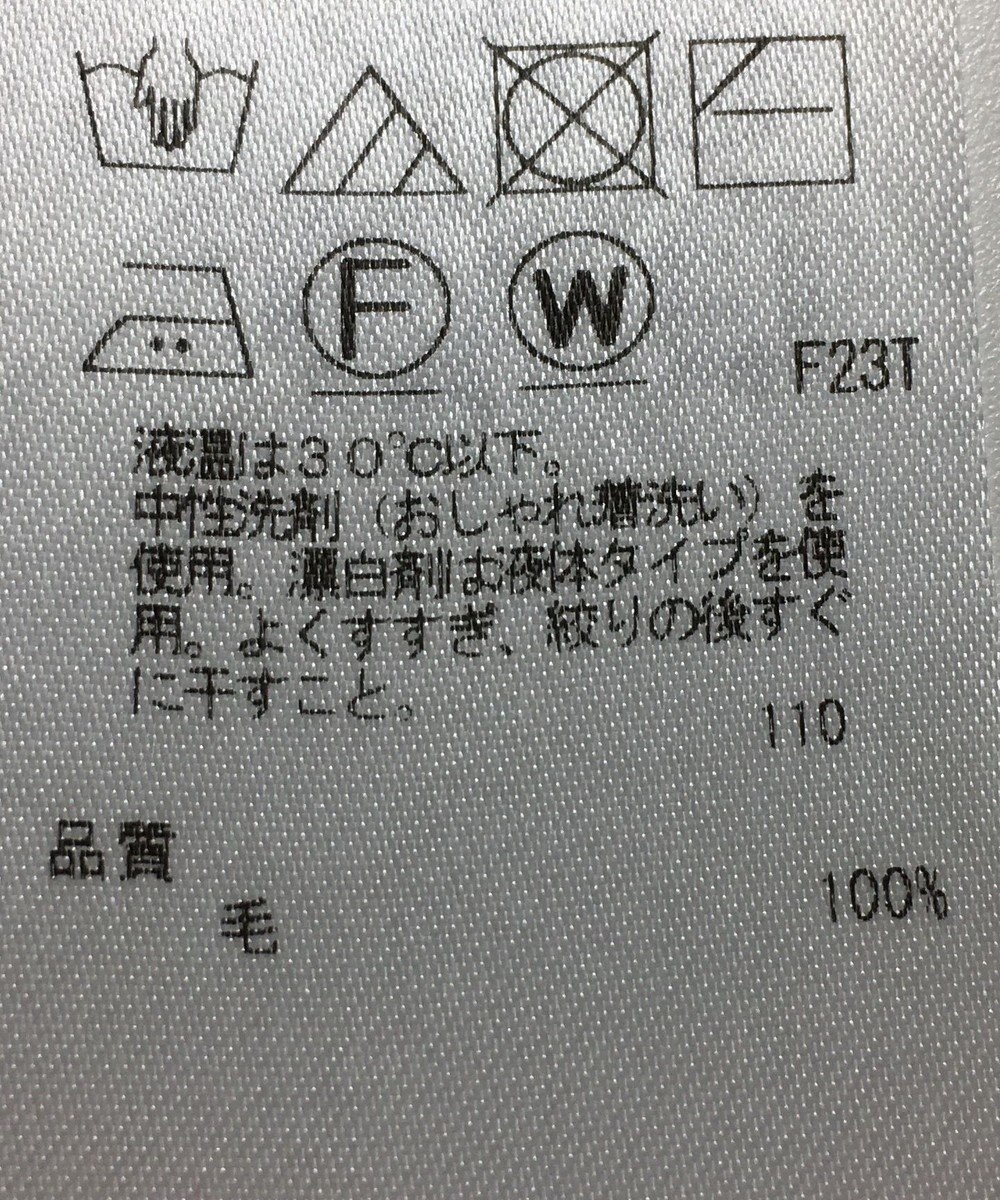 F W
F23T
液温は30℃以下。
中性洗剤(おしゃれ着洗い)を
使用。漂白剤は液体タイプを使
用。よくすすぎ、絞りの後すぐ
に干すこと。
110
品質
毛 100%